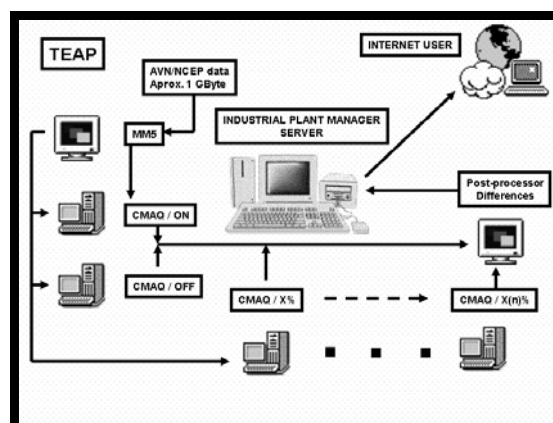 TEAP
AVN/NCEP data
Aprox. 1 GByte
INTERNET USER
MM5
INDUSTRIAL PLANT MANAGER
SERVER
Post-processor
Differences
CMAQ / ON
CMAQ / OFF
CMAQ / X%
CMAQ / X(n)%